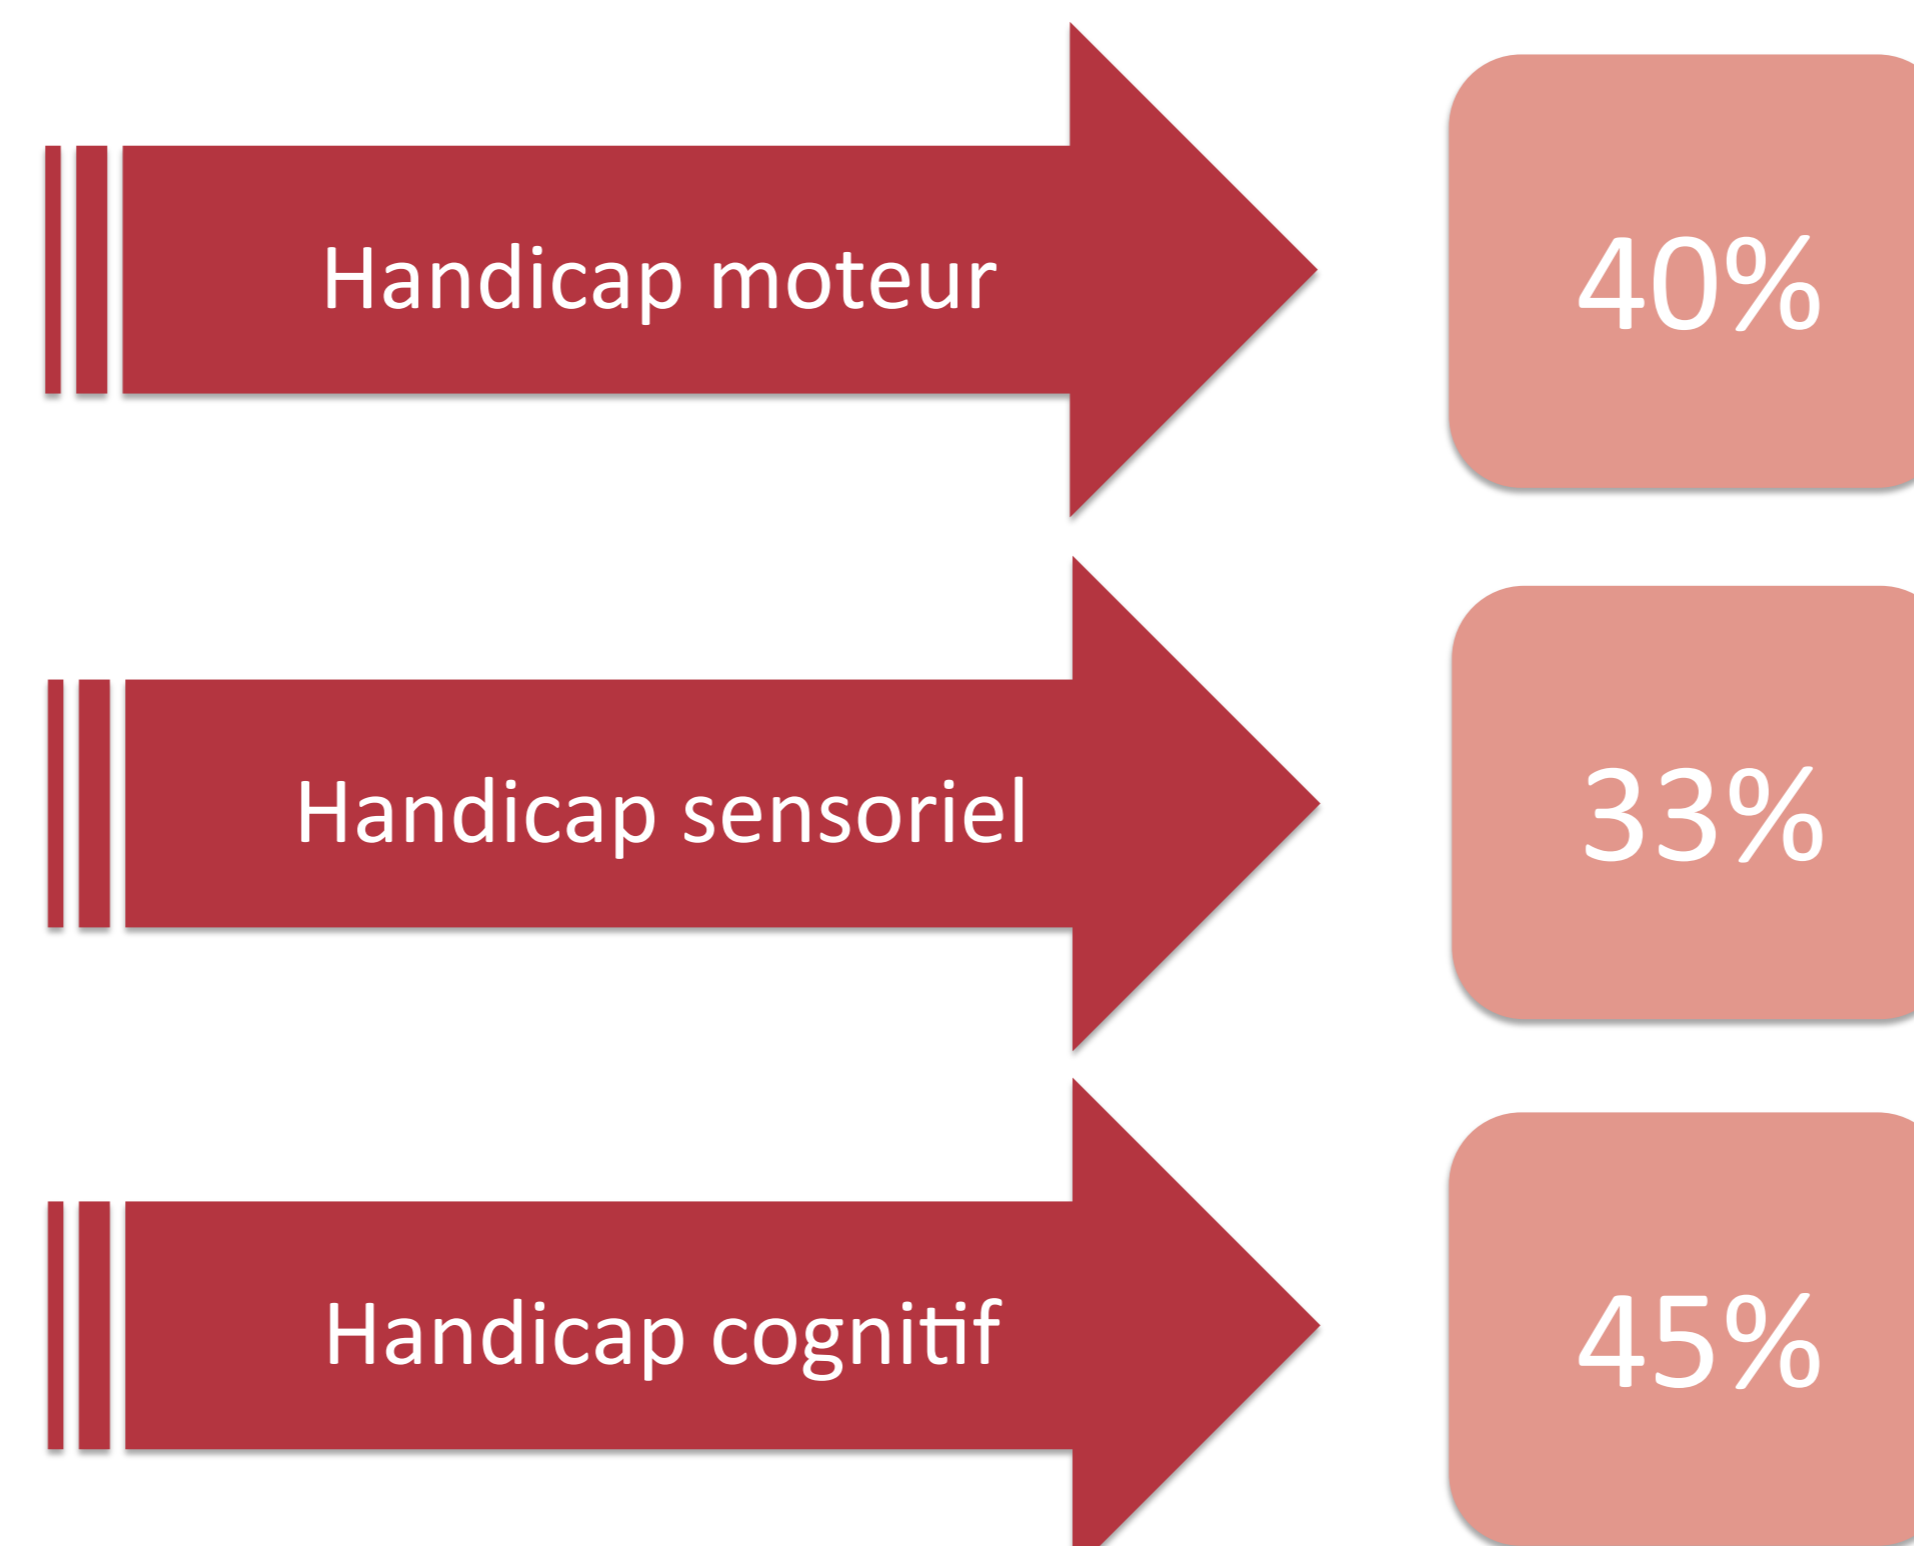 Handicap moteur
40%
Handicap sensoriel
33%
Handicap cognitif
45%